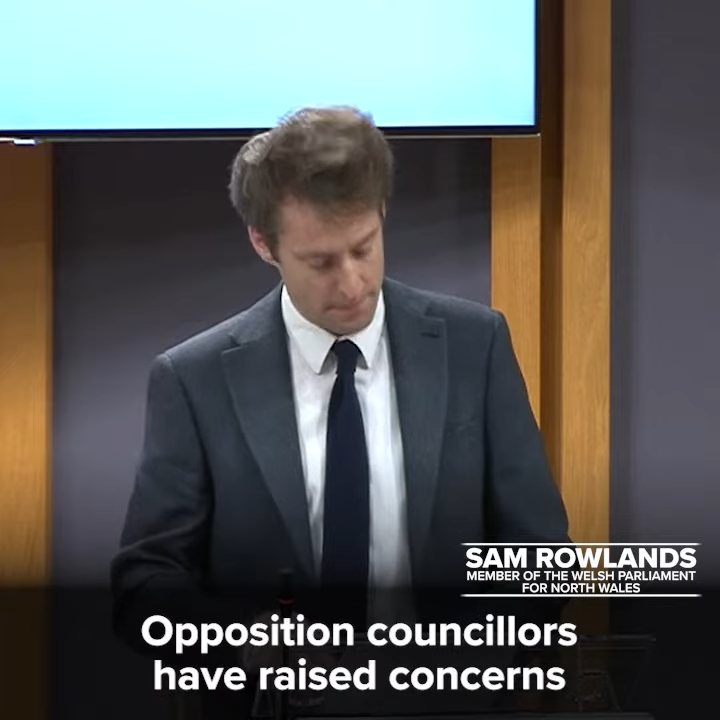 SAM ROWLANDS
MEMBER OF THE WELSH PARLIAMENT
FOR NORTH WALES
Opposition councillors
have raised concerns